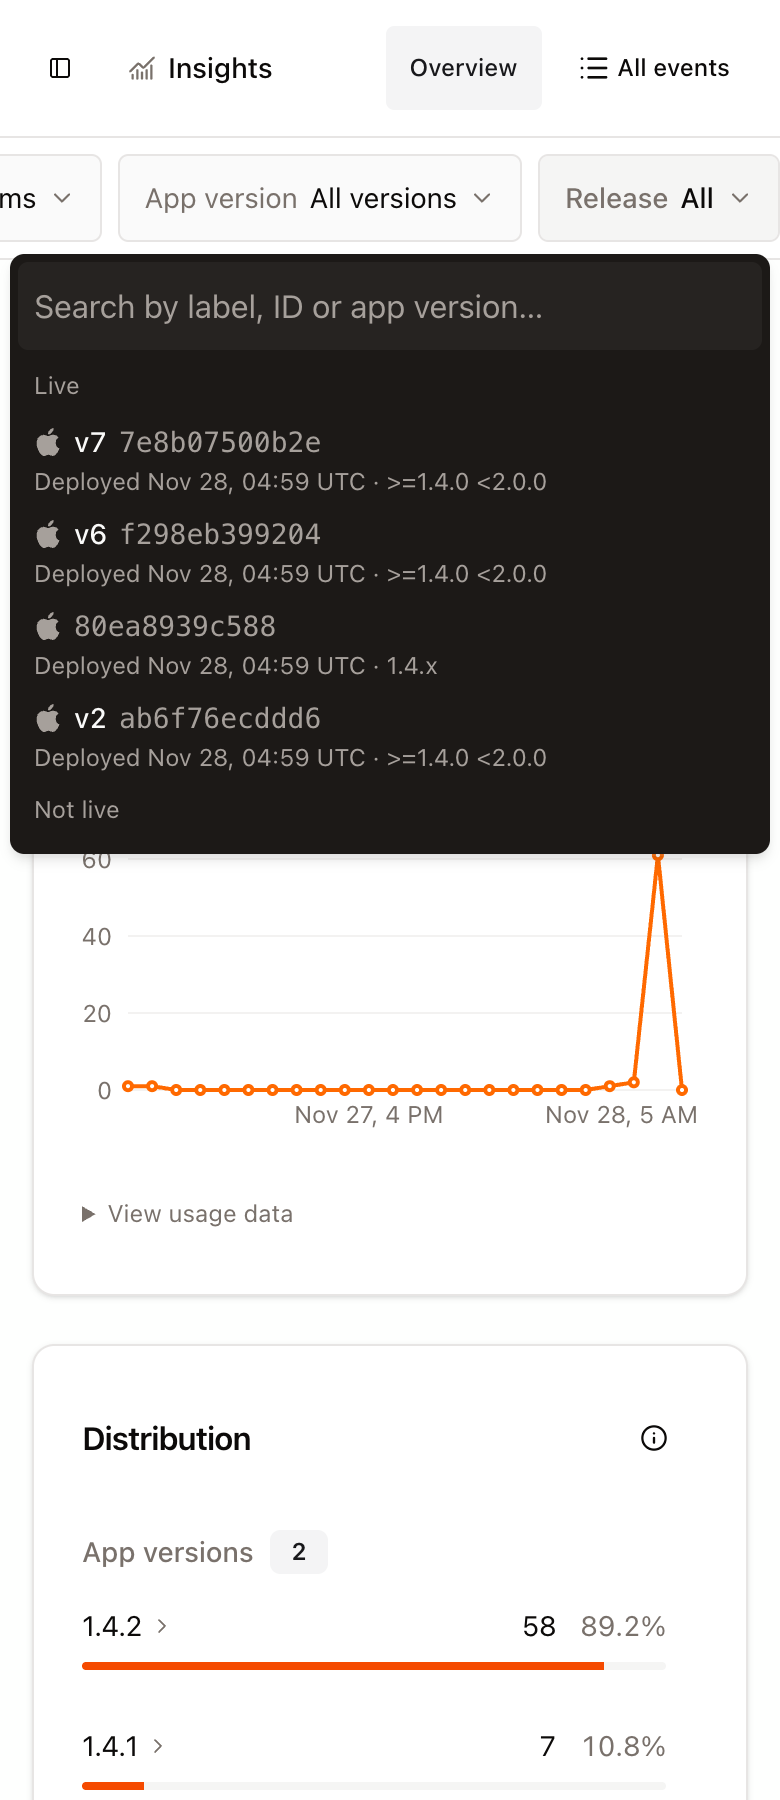 Insights
Overview
All events
ms
App version All versions
Release All
Search by label, ID or app version...
Live
v7 7e8b07500b2e
Deployed Nov 28, 04:59 UTC · >=1.4.0 <2.0.0
v6 f298eb399204
Deployed Nov 28, 04:59 UTC · >=1.4.0 <2.0.0
80ea8939c588
Deployed Nov 28, 04:59 UTC · 1.4.x
v2 ab6f76ecddd6
Deployed Nov 28, 04:59 UTC · >=1.4.0 <2.0.0
Not live
60
40
20
0
Nov 27, 4 PM
Nov 28, 5 AM
View usage data
Distribution
App versions 2
1.4.2 58 89.2%
1.4.1 7 10.8%